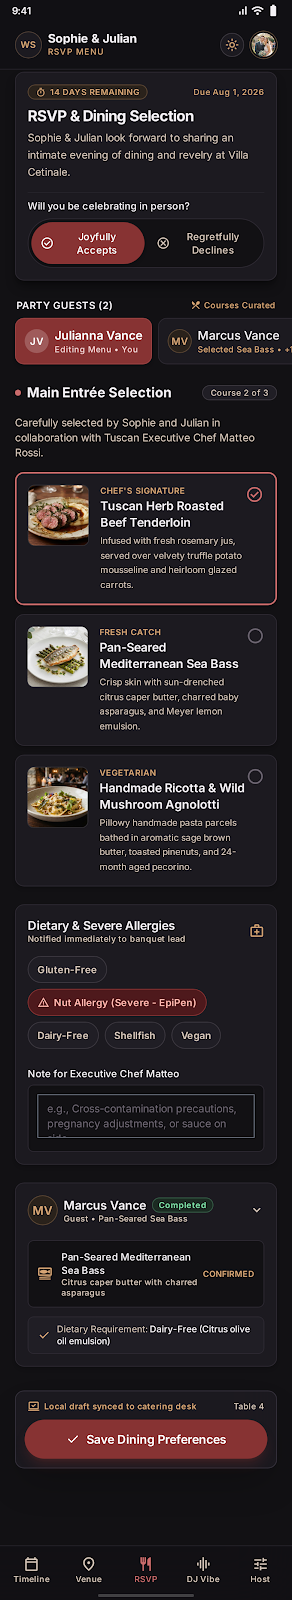 9:41
WS
Sophie & Julian
RSVP MENU
14 DAYS REMAINING
Due Aug 1, 2026
RSVP & Dining Selection
Sophie & Julian look forward to sharing an
intimate evening of dining and revelry at Villa
Cetinale.
Will you be celebrating in person?
Joyfully
Accepts
Regretfully
Declines
PARTY GUESTS (2)
Courses Curated
JV
Julianna Vance
Editing Menu • You
MV
Marcus Vance
Selected Sea Bass • +1
Main Entrée Selection
Course 2 of 3
Carefully selected by Sophie and Julian in
collaboration with Tuscan Executive Chef Matteo
Rossi.
CHEF'S SIGNATURE
Tuscan Herb Roasted
Beef Tenderloin
Infused with fresh rosemary jus,
served over velvety truffle potato
mousseline and heirloom glazed
carrots.
FRESH CATCH
Pan-Seared
Mediterranean Sea Bass
Crisp skin with sun-drenched
citrus caper butter, charred baby
asparagus, and Meyer lemon
emulsion.
VEGETARIAN
Handmade Ricotta & Wild
Mushroom Agnolotti
Pillowy handmade pasta parcels
bathed in aromatic sage brown
butter, toasted pinenuts, and 24-
month aged pecorino.
Dietary & Severe Allergies
Notified immediately to banquet lead
Gluten-Free
Nut Allergy (Severe - EpiPen)
Dairy-Free
Shellfish
Vegan
Note for Executive Chef Matteo
e.g., Cross-contamination precautions,
pregnancy adjustments, or sauce on
side.
MV
Marcus Vance
Completed
Guest • Pan-Seared Sea Bass
Pan-Seared Mediterranean
Sea Bass
Citrus caper butter with charred
asparagus
CONFIRMED
Dietary Requirement: Dairy-Free (Citrus olive
oil emulsion)
Local draft synced to catering desk
Table 4
Save Dining Preferences
Timeline
Venue
RSVP
DJ Vibe
Host